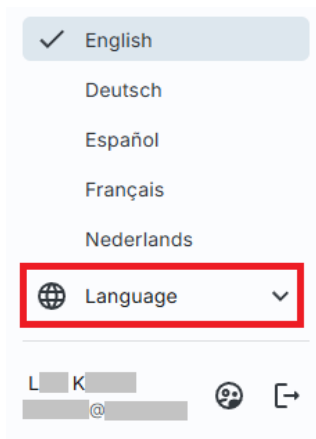 English
Deutsch
Español
Français
Nederlands
Language
L K
@